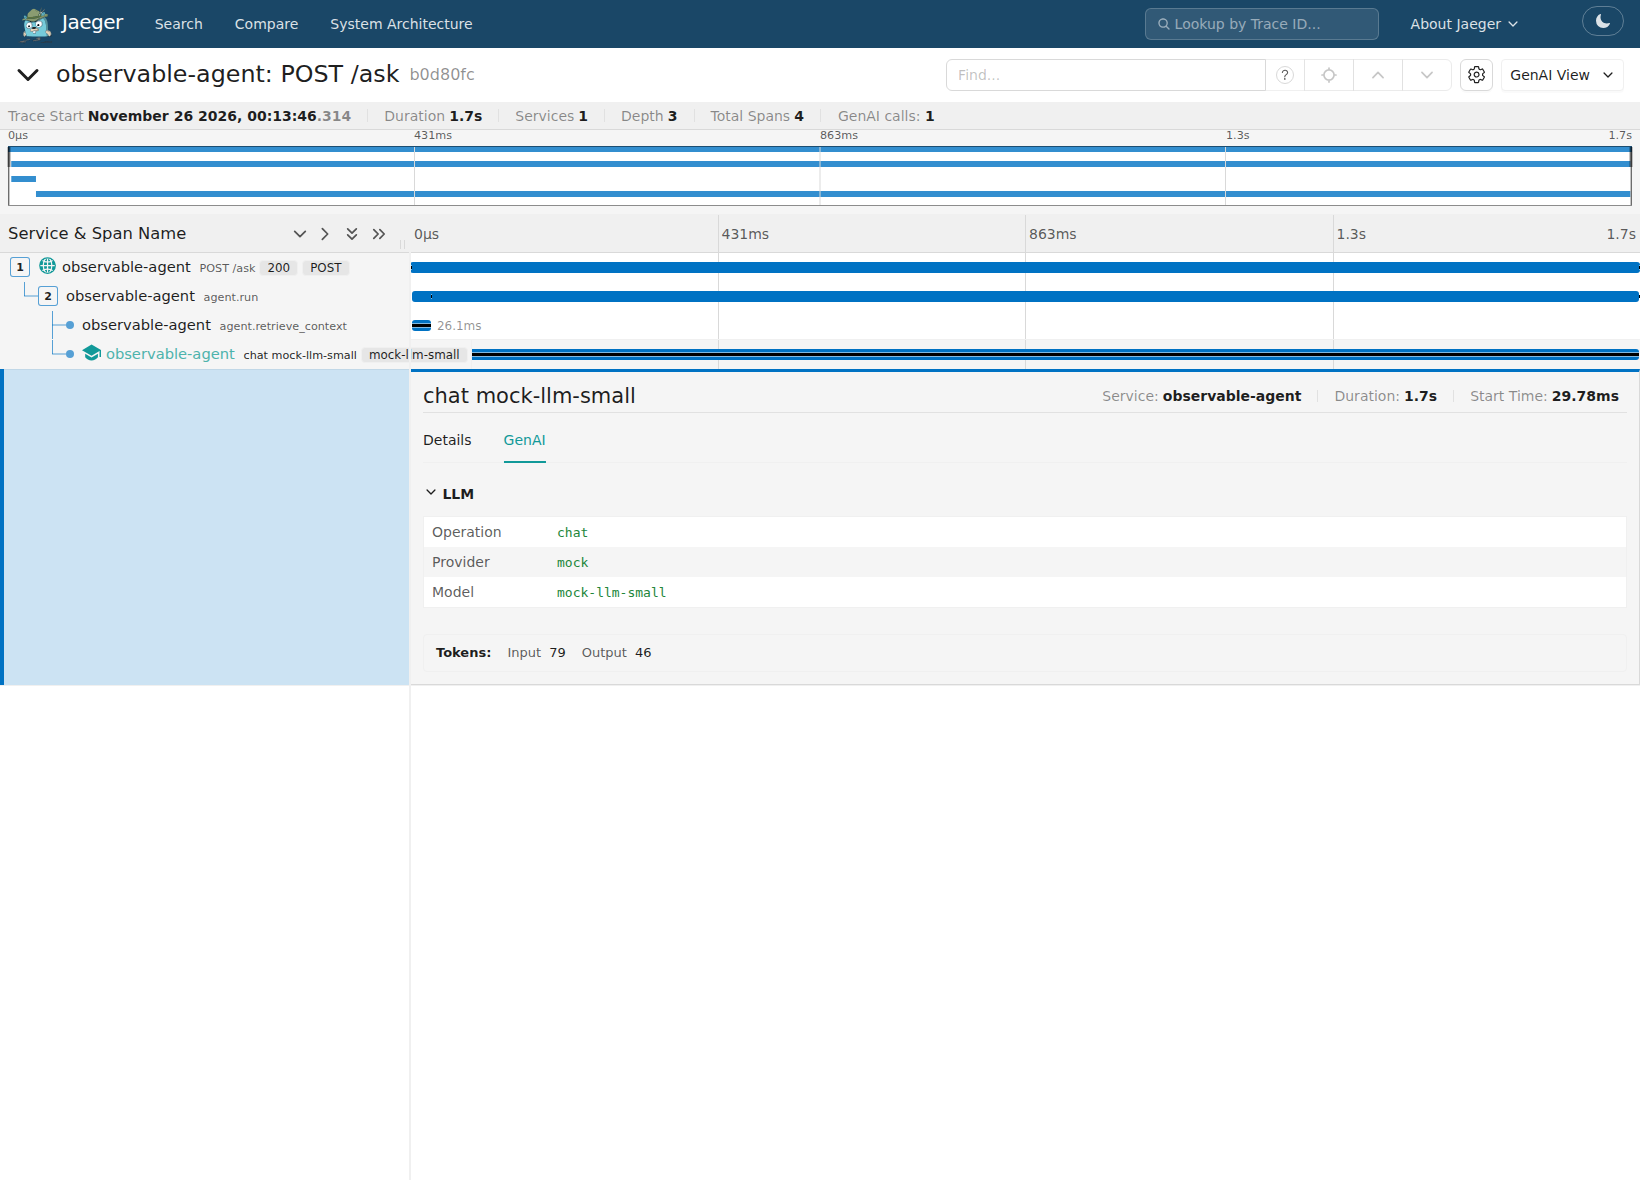 Jaeger Search Compare System Architecture Lookup by Trace ID... About Jaeger
observable-agent: POST /ask b0d80fc Find... ? GenAI View
Trace Start November 26 2026, 00:13:46.314 Duration 1.7s Services 1 Depth 3 Total Spans 4 GenAI calls: 1
0μs 431ms 863ms 1.3s 1.7s
Service & Span Name 0μs 431ms 863ms 1.3s 1.7s
1 observable-agent POST /ask 200 POST
2 observable-agent agent.run
observable-agent agent.retrieve_context 26.1ms
observable-agent chat mock-llm-small mock-llm-small
chat mock-llm-small Service: observable-agent Duration: 1.7s Start Time: 29.78ms
Details GenAI
LLM
Operation chat
Provider mock
Model mock-llm-small
Tokens: Input 79 Output 46